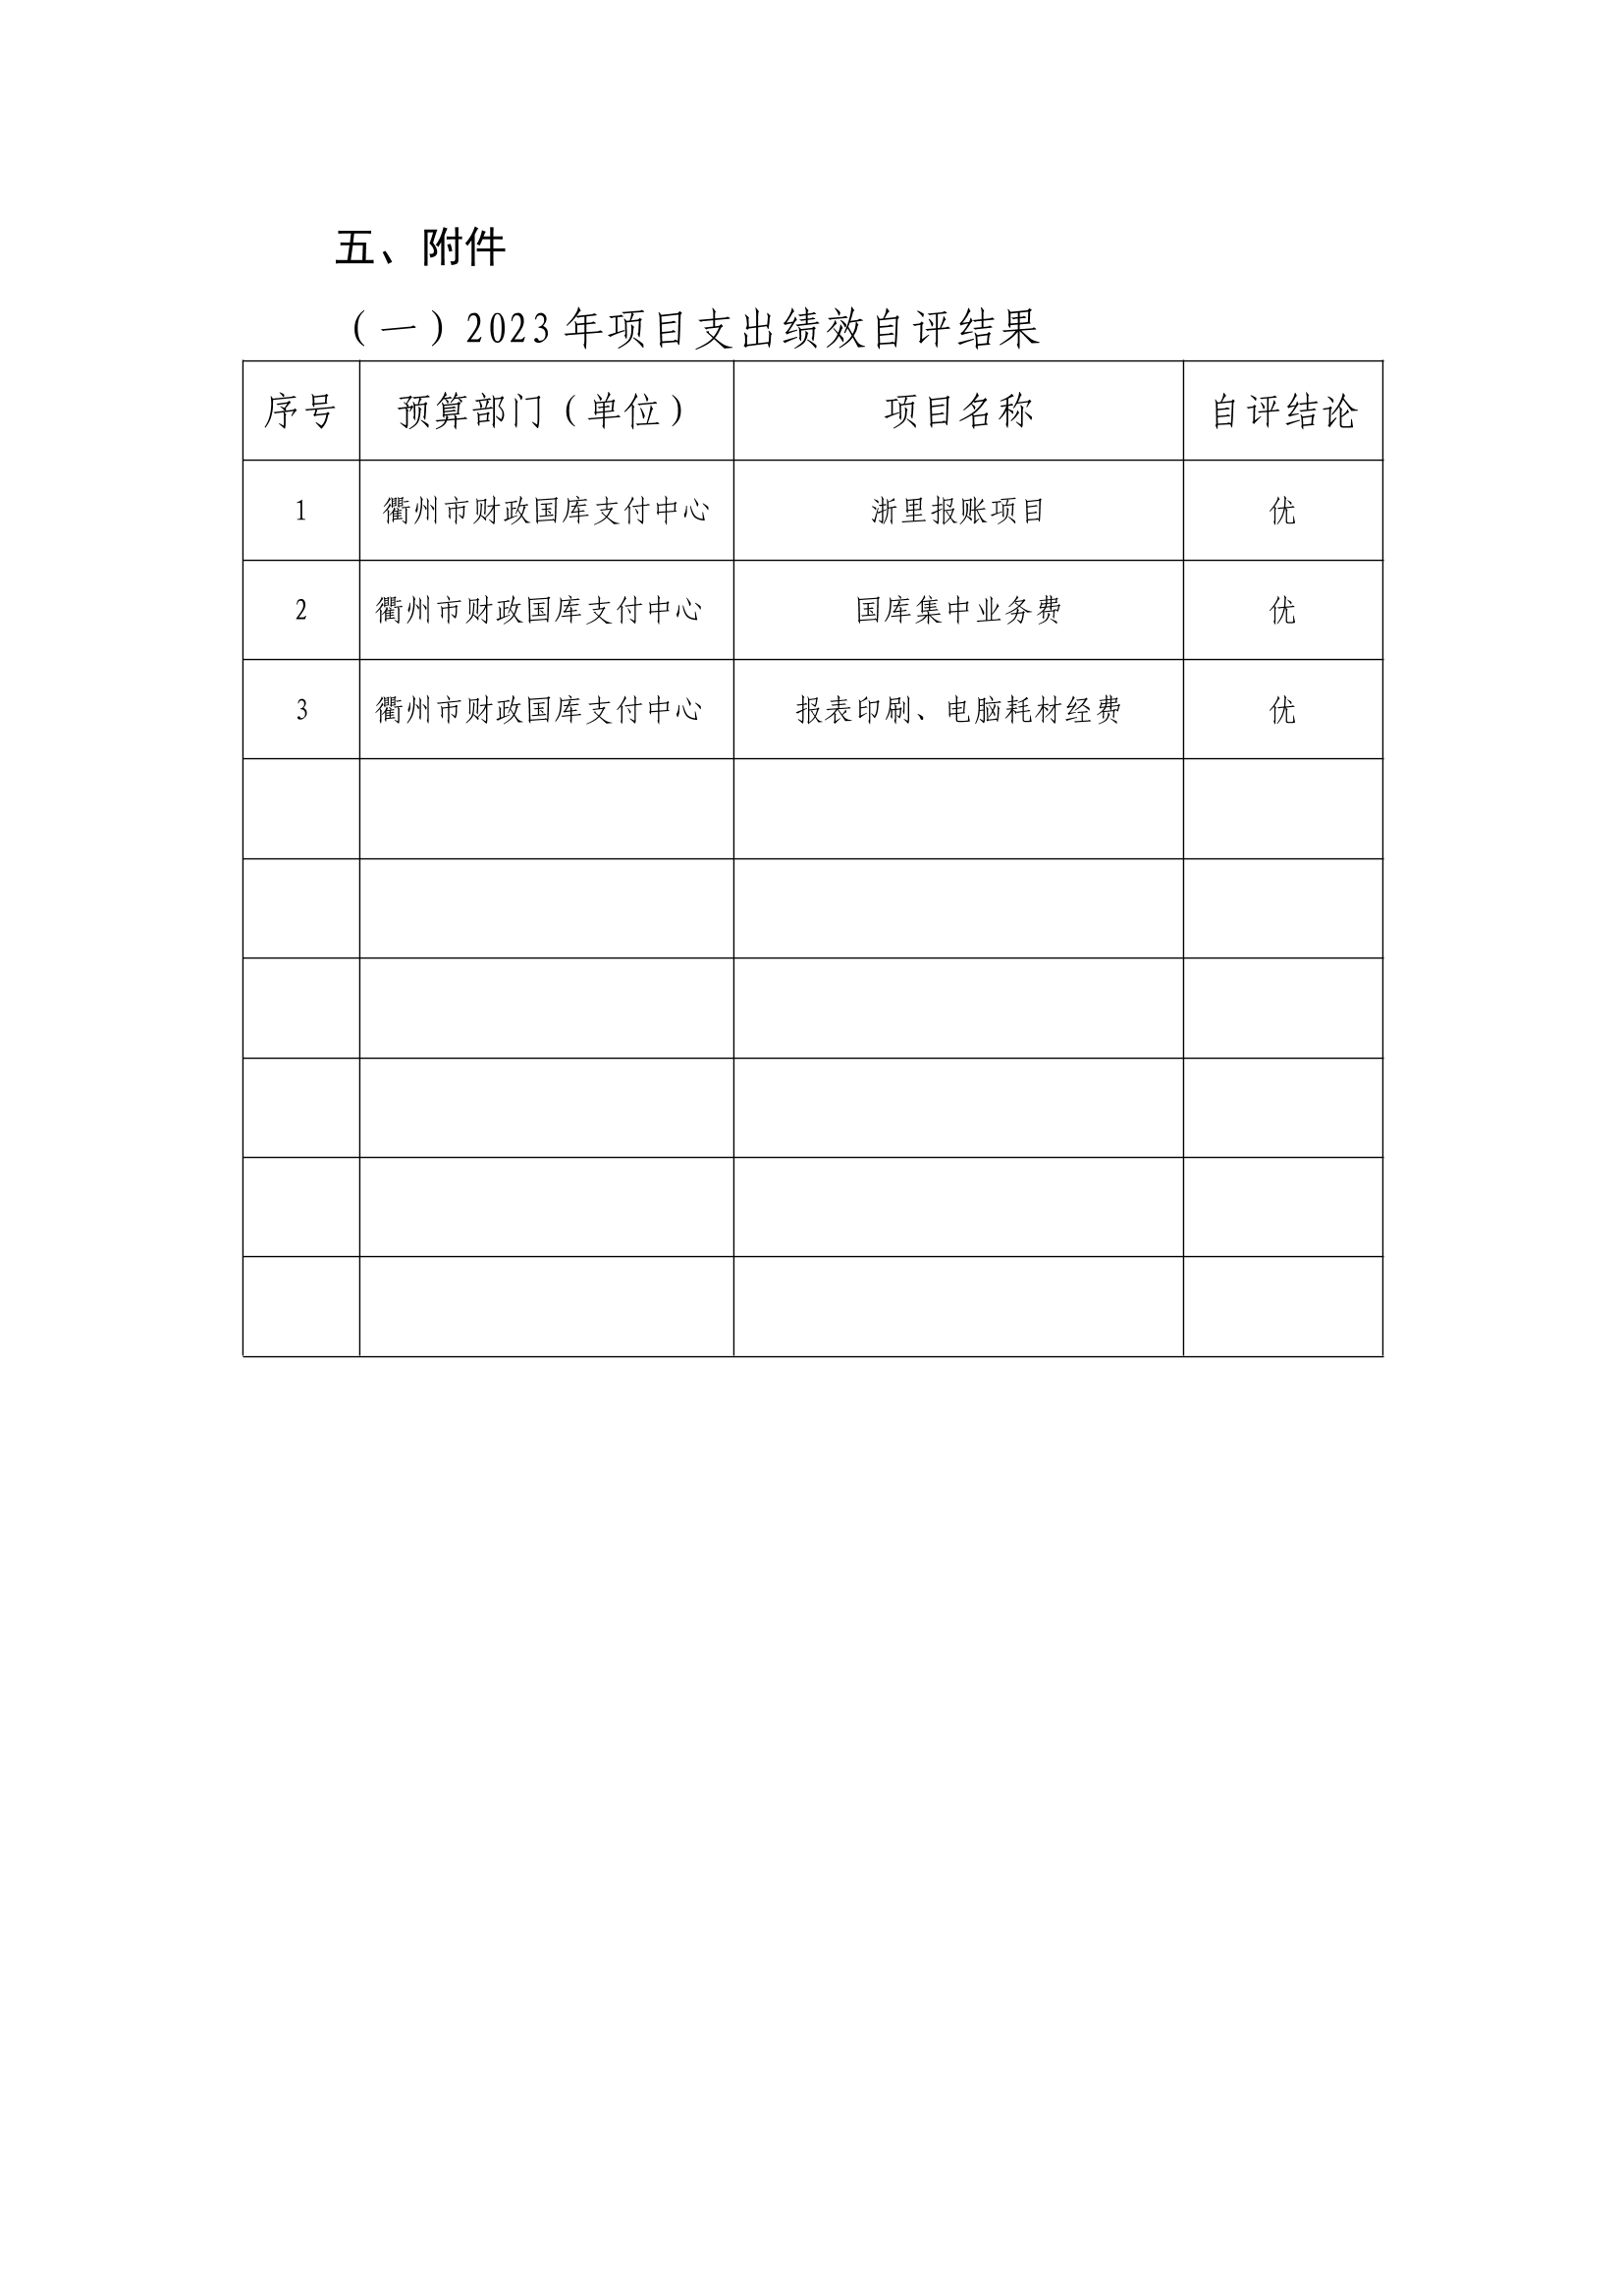 五、附件
（一）2023 年项目支出绩效自评结果
序号 预算部门（单位） 项目名称 自评结论
1 衢州市财政国库支付中心 浙里报账项目 优
2 衢州市财政国库支付中心 国库集中业务费 优
3 衢州市财政国库支付中心 报表印刷、电脑耗材经费 优